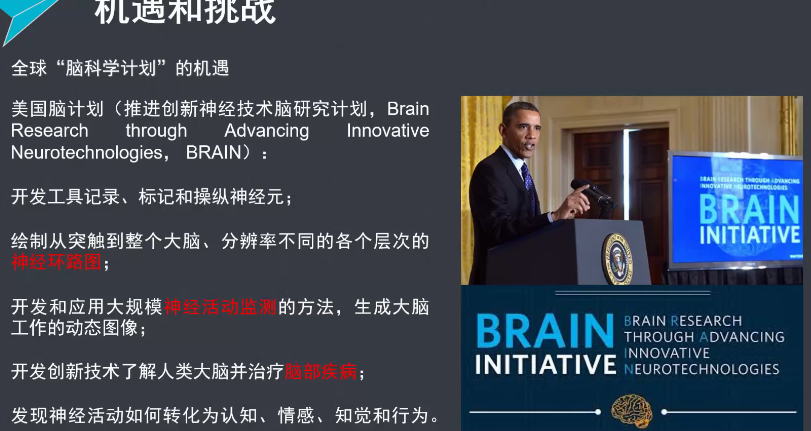 机遇和挑战
全球“脑科学计划”的机遇
美国脑计划（推进创新神经技术脑研究计划，Brain
Research through Advancing Innovative
Neurotechnologies， BRAIN）：
开发工具记录、标记和操纵神经元；
绘制从突触到整个大脑、分辨率不同的各个层次的
神经环路图；
开发和应用大规模神经活动监测的方法，生成大脑
工作的动态图像；
开发创新技术了解人类大脑并治疗脑部疾病；
发现神经活动如何转化为认知、情感、知觉和行为。
BRAIN RESEARCH THROUGH ADVANCING
INNOVATIVE NEUROTECHNOLOGIES
BRAIN
INITIATIVE
BRAIN
INITIATIVE
BRAIN RESEARCH
THROUGH ADVANCING
INNOVATIVE
NEUROTECHNOLOGIES